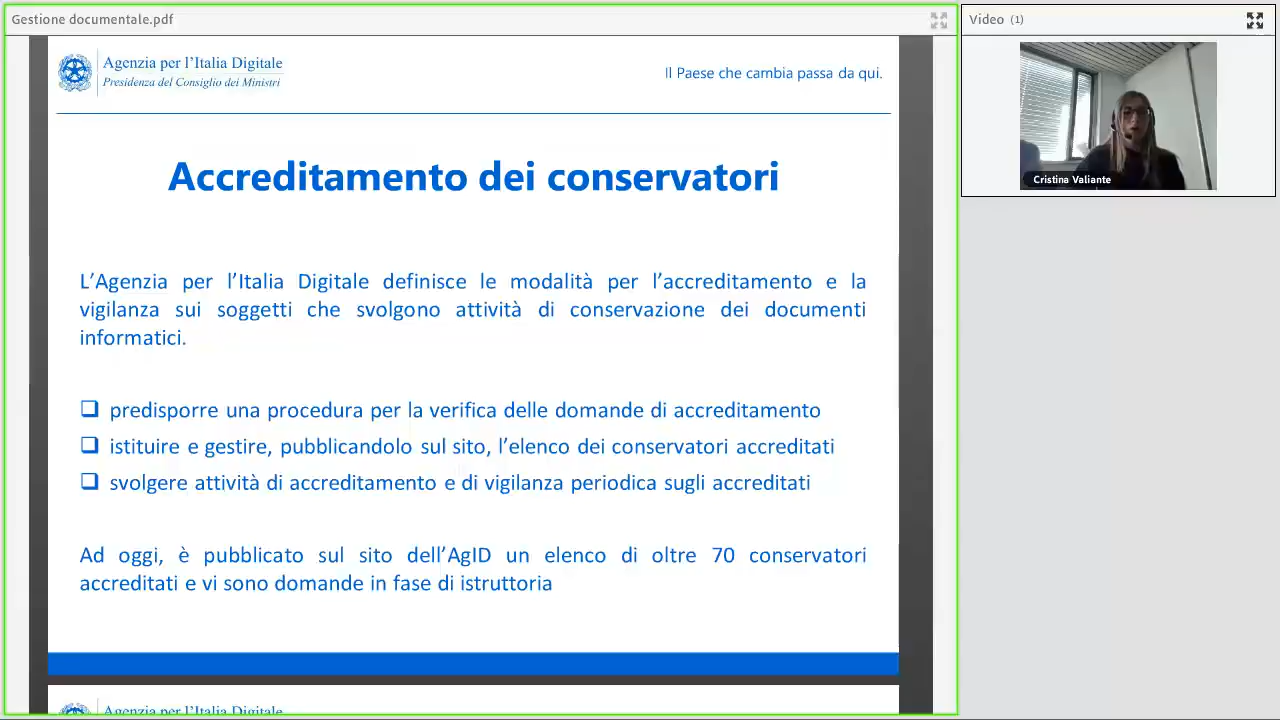 Gestione documentale.pdf
Video (1)
Agenzia per l'Italia Digitale
Presidenza del Consiglio dei Ministri
Il Paese che cambia passa da qui.
Cristina Valiante
Accreditamento dei conservatori
L’Agenzia per l’Italia Digitale definisce le modalità per l’accreditamento e la
vigilanza sui soggetti che svolgono attività di conservazione dei documenti
informatici.
❑ predisporre una procedura per la verifica delle domande di accreditamento
❑ istituire e gestire, pubblicandolo sul sito, l’elenco dei conservatori accreditati
❑ svolgere attività di accreditamento e di vigilanza periodica sugli accreditati
Ad oggi, è pubblicato sul sito dell’AgID un elenco di oltre 70 conservatori
accreditati e vi sono domande in fase di istruttoria
Agenzia per l'Italia Digitale